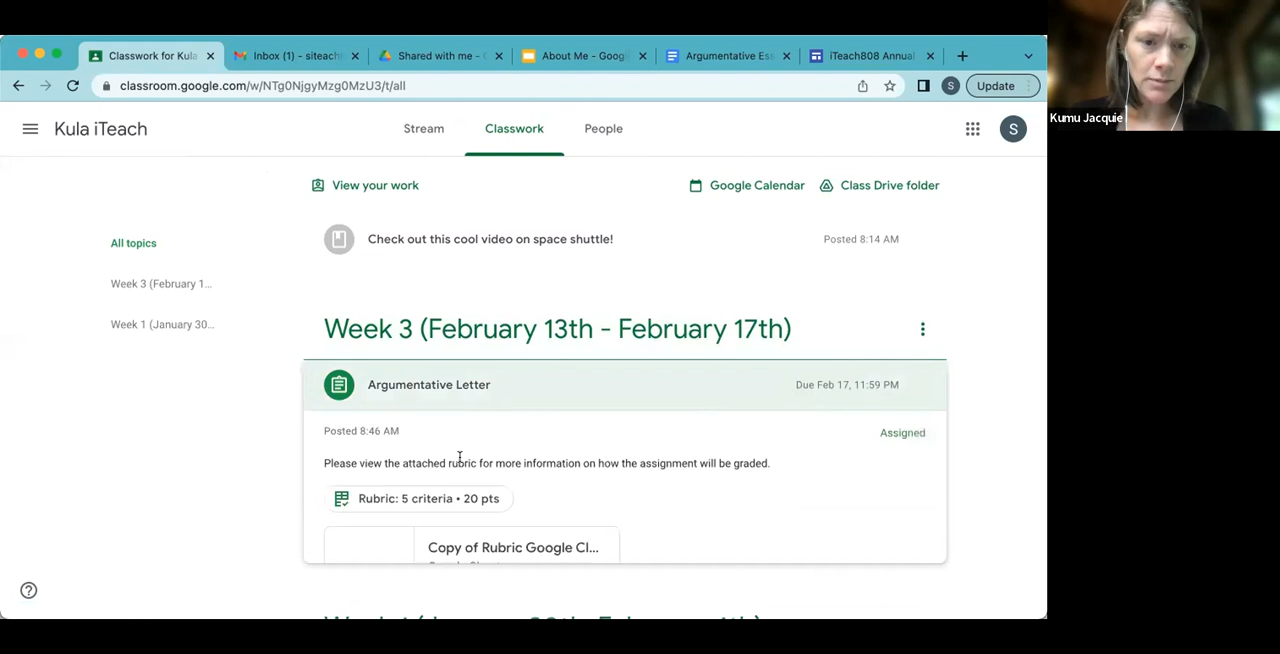 Classwork for Kula
Inbox (1) - siteachi
Shared with me - G
About Me - Googl
Argumentative Ess
iTeach808 Annual
classroom.google.com/w/NTg0NjgyMzg0MzU3/t/all
S
Update
Kumu Jacquie
Kula iTeach
Stream
Classwork
People
S
View your work
Google Calendar
Class Drive folder
Check out this cool video on space shuttle!
Posted 8:14 AM
All topics
Week 3 (February 1...
Week 1 (January 30...
Week 3 (February 13th - February 17th)
Argumentative Letter
Due Feb 17, 11:59 PM
Posted 8:46 AM
Assigned
Please view the attached rubric for more information on how the assignment will be graded.
Rubric: 5 criteria • 20 pts
Copy of Rubric Google Cl...